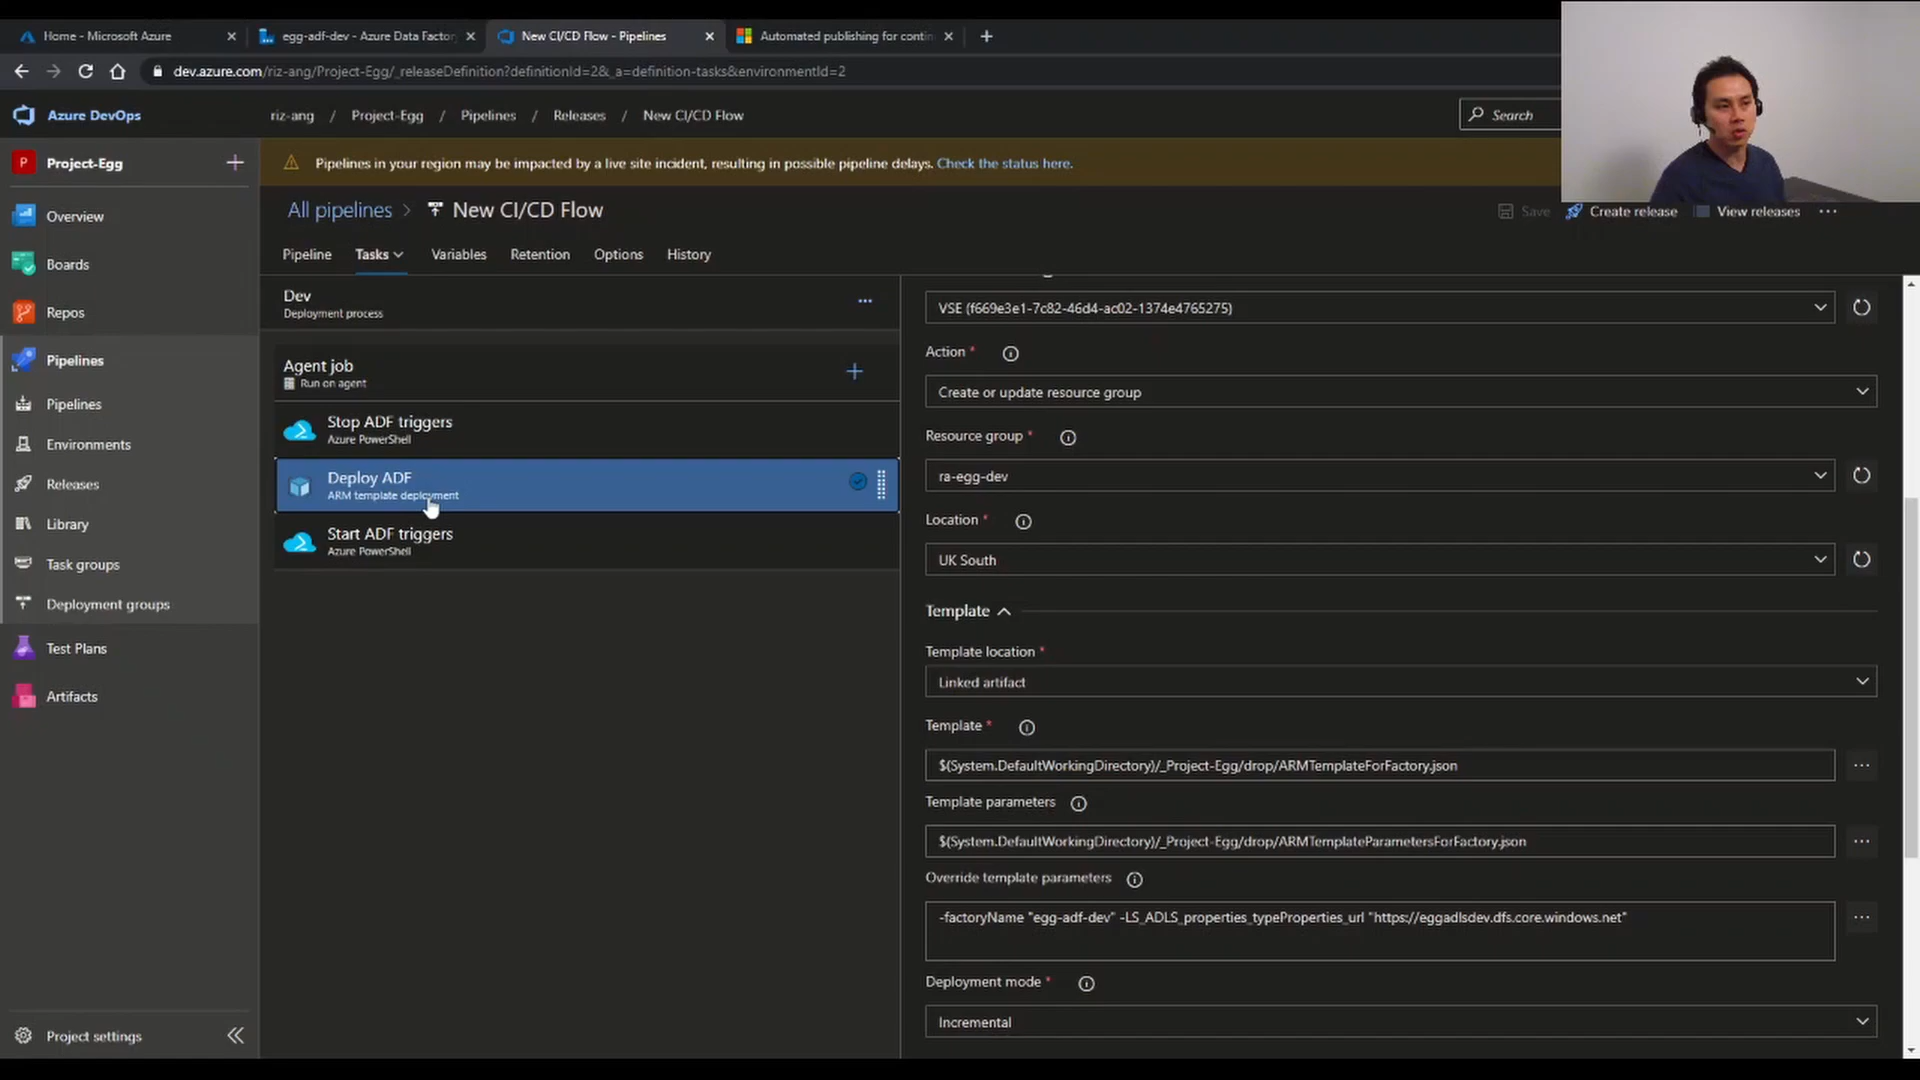 Home - Microsoft Azure
egg-adf-dev - Azure Data Factor
New CI/CD Flow - Pipelines
Automated publishing for contin
dev.azure.com/riz-ang/Project-Egg/_releaseDefinition?definitionId=2&_a=definition-tasks&environmentId=2
Azure DevOps
riz-ang / Project-Egg / Pipelines / Releases / New CI/CD Flow
Search
P Project-Egg
Pipelines in your region may be impacted by a live site incident, resulting in possible pipeline delays. Check the status here.
Overview
Boards
Repos
Pipelines
Pipelines
Environments
Releases
Library
Task groups
Deployment groups
Test Plans
Artifacts
Project settings
All pipelines > New CI/CD Flow
Save
Create release
View releases
Pipeline
Tasks
Variables
Retention
Options
History
Dev
Deployment process
Agent job
Run on agent
Stop ADF triggers
Azure PowerShell
Deploy ADF
ARM template deployment
Start ADF triggers
Azure PowerShell
VSE (f669e3e1-7c82-46d4-ac02-1374e4765275)
Action *
Create or update resource group
Resource group *
ra-egg-dev
Location *
UK South
Template
Template location *
Linked artifact
Template *
$(System.DefaultWorkingDirectory)/_Project-Egg/drop/ARMTemplateForFactory.json
Template parameters
$(System.DefaultWorkingDirectory)/_Project-Egg/drop/ARMTemplateParametersForFactory.json
Override template parameters
-factoryName "egg-adf-dev" -LS_ADLS_properties_typeProperties_url "https://eggadlsdev.dfs.core.windows.net"
Deployment mode *
Incremental